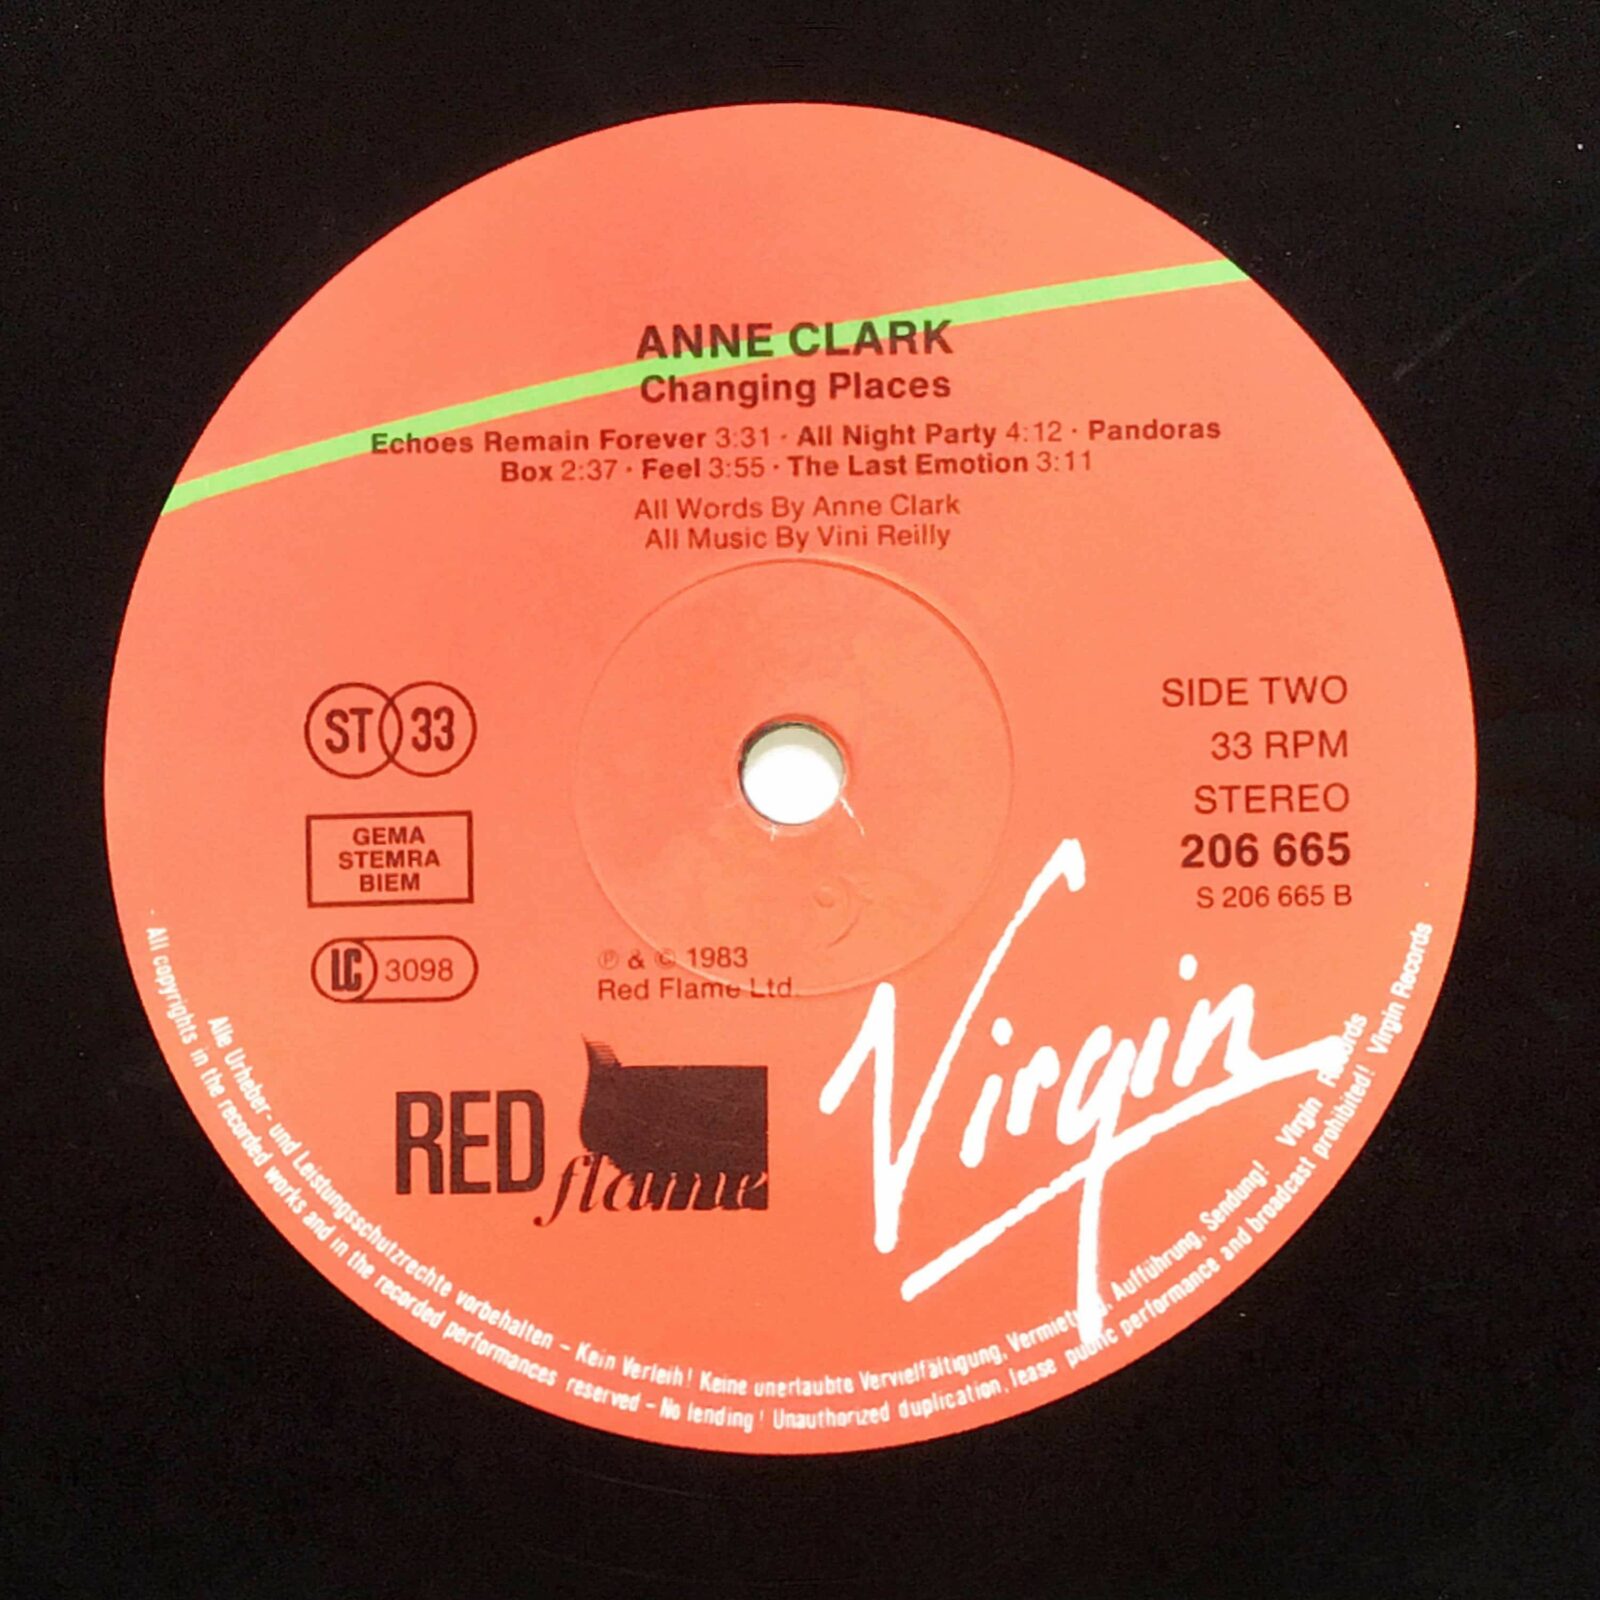 ANNE CLARK
Changing Places
Echoes Remain Forever 3:31 · All Night Party 4:12 · Pandoras
Box 2:37 · Feel 3:55 · The Last Emotion 3:11
All Words By Anne Clark
All Music By Vini Reilly
ST 33
GEMA
STEMRA
BIEM
LC 3098
SIDE TWO
33 RPM
STEREO
206 665
S 206 665 B
℗ & © 1983
Red Flame Ltd.
RED
flame
Virgin
Alle Urheber- und Leistungsschutzrechte vorbehalten – Kein Verleih! Keine unerlaubte Vervielfältigung, Vermietung, Aufführung, Sendung! Virgin Records
All copyrights in the recorded works and in the recorded performances reserved – No lending! Unauthorized duplication, lease public performance and broadcast prohibited! Virgin Records